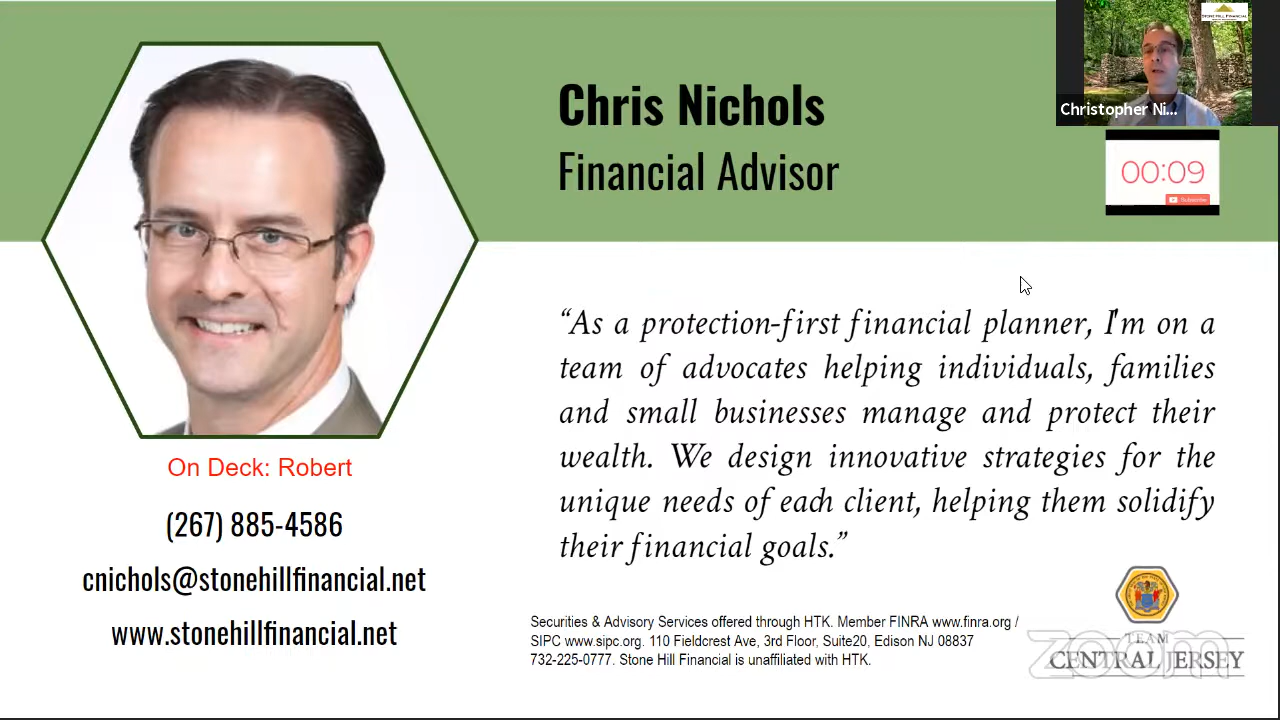 Chris Nichols
Financial Advisor
STONE HILL FINANCIAL
Christopher Ni...
00:09
Subscribe
"As a protection-first financial planner, I'm on a
team of advocates helping individuals, families
and small businesses manage and protect their
wealth. We design innovative strategies for the
unique needs of each client, helping them solidify
their financial goals."
On Deck: Robert
(267) 885-4586
cnichols@stonehillfinancial.net
www.stonehillfinancial.net
Securities & Advisory Services offered through HTK. Member FINRA www.finra.org /
SIPC www.sipc.org. 110 Fieldcrest Ave, 3rd Floor, Suite20, Edison NJ 08837
732-225-0777. Stone Hill Financial is unaffiliated with HTK.
zoom
TEAM
CENTRAL JERSEY